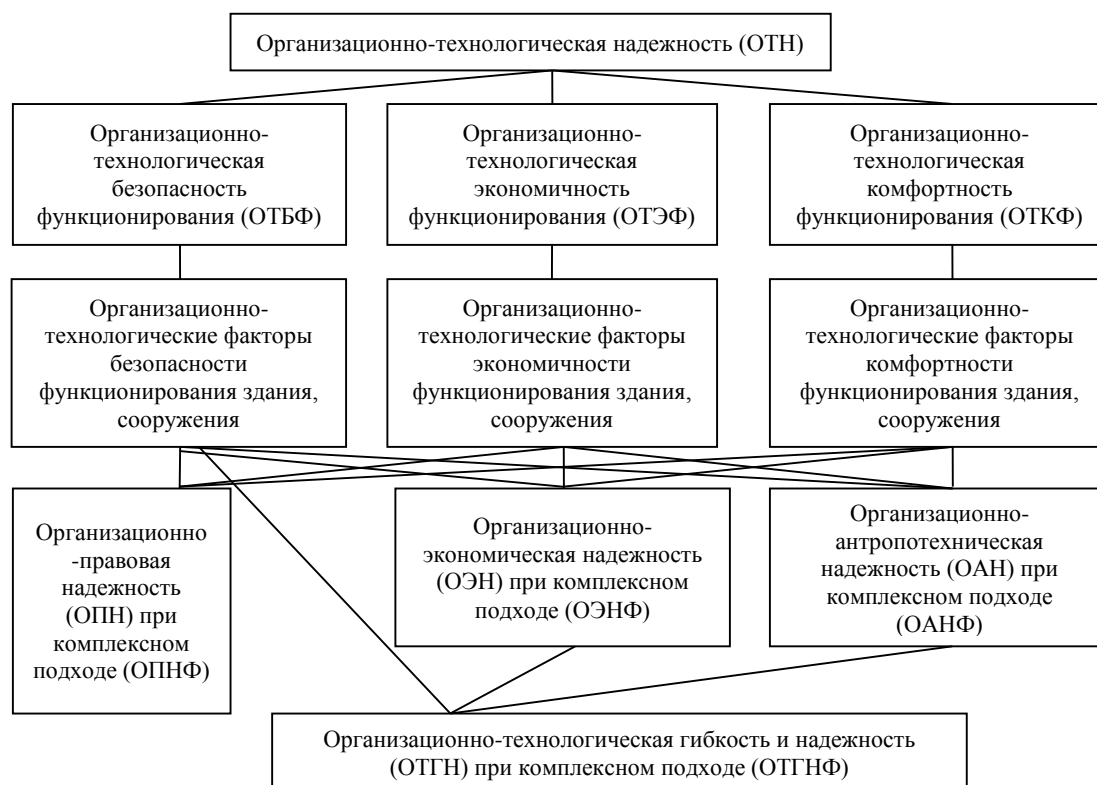 Организационно-технологическая надежность (ОТН)
Организационно-
технологическая
безопасность
функционирования (ОТБФ)
Организационно-
технологическая
экономичность
функционирования (ОТЭФ)
Организационно-
технологическая
комфортность
функционирования (ОТКФ)
Организационно-
технологические факторы
безопасности
функционирования здания,
сооружения
Организационно-
технологические факторы
экономичности
функционирования здания,
сооружения
Организационно-
технологические факторы
комфортности
функционирования здания,
сооружения
Организационно
-правовая
надежность
(ОПН) при
комплексном
подходе (ОПНФ)
Организационно-
экономическая надежность
(ОЭН) при комплексном
подходе (ОЭНФ)
Организационно-
антропотехническая
надежность (ОАН) при
комплексном подходе
(ОАНФ)
Организационно-технологическая гибкость и надежность
(ОТГН) при комплексном подходе (ОТГНФ)